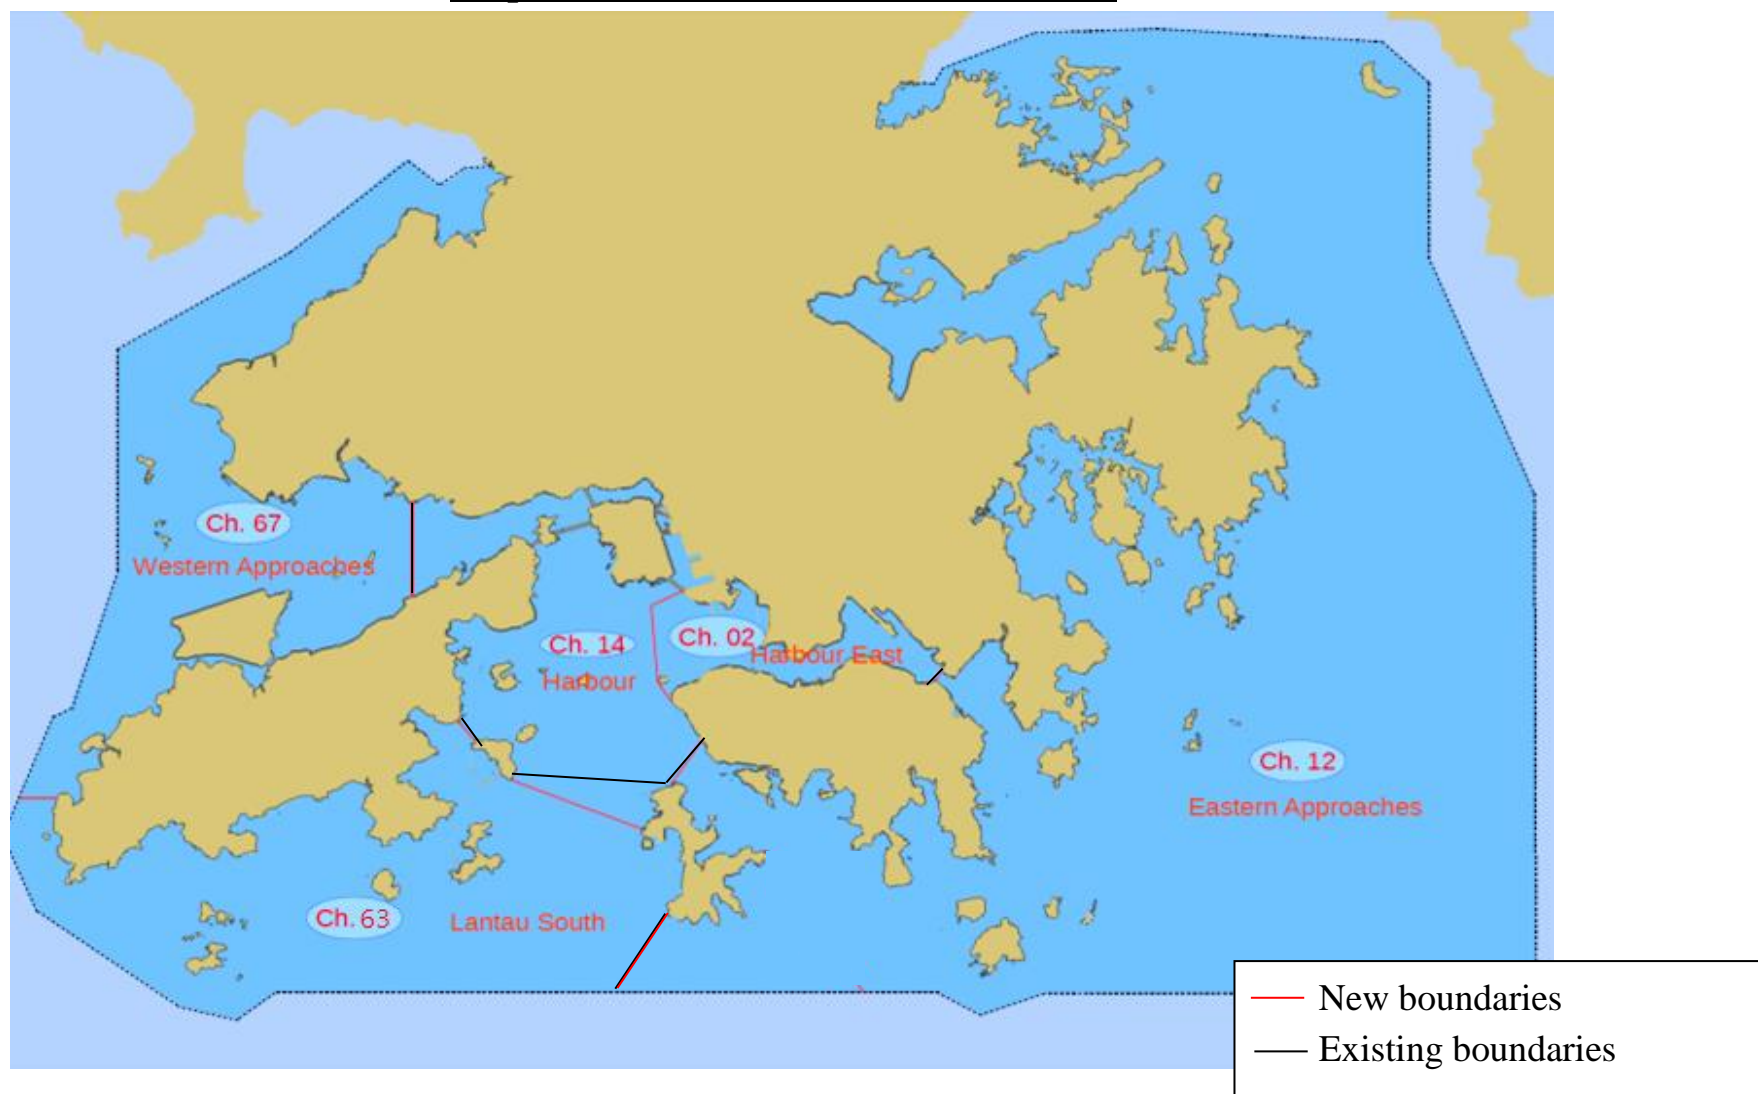 Ch. 67
Western Approaches
Ch. 14
Harbour
Ch. 02
Harbour East
Ch. 12
Eastern Approaches
Ch. 63
Lantau South
New boundaries
Existing boundaries